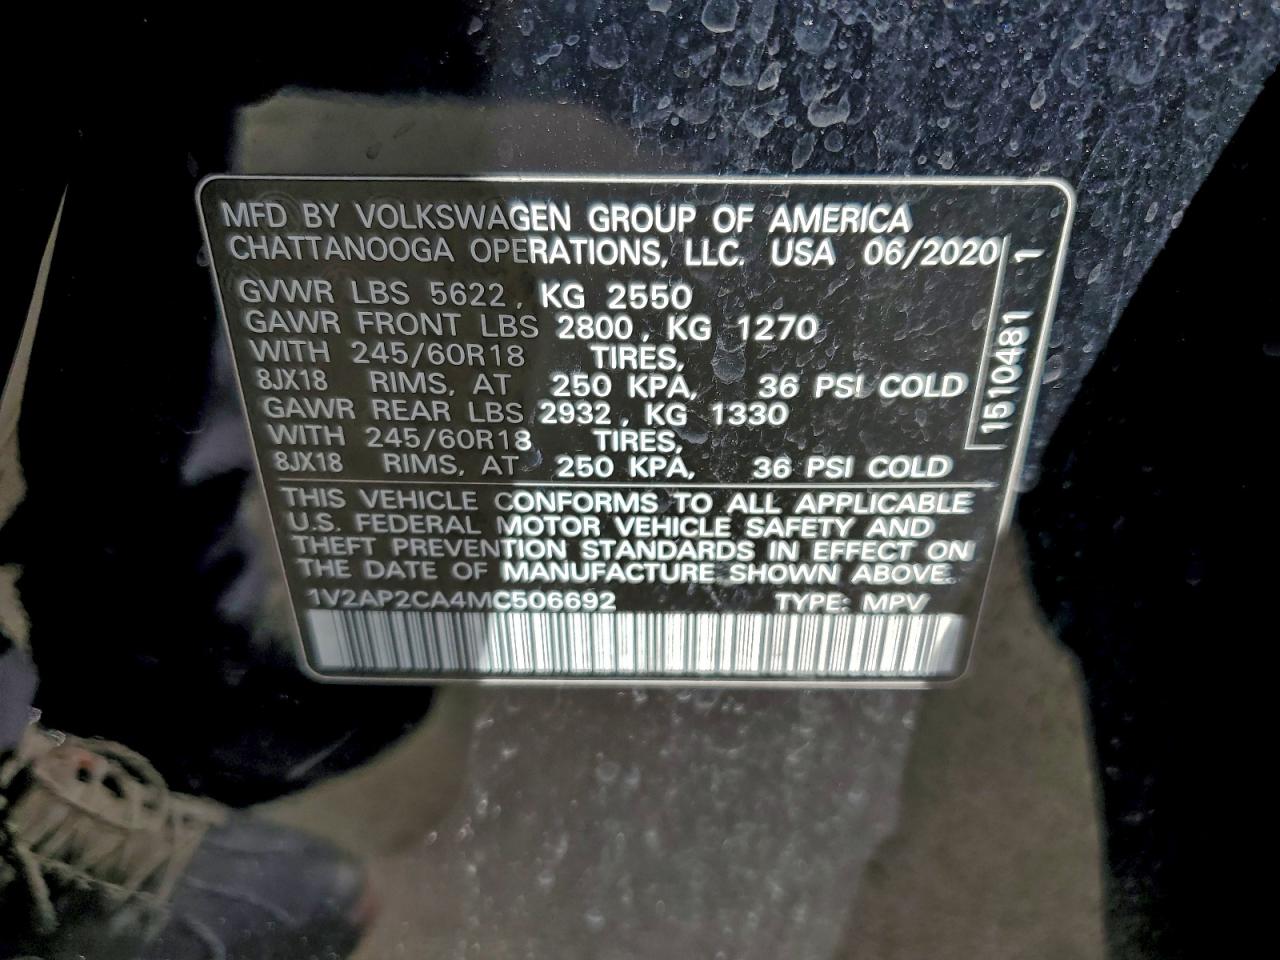 MFD BY VOLKSWAGEN GROUP OF AMERICA
CHATTANOOGA OPERATIONS, LLC. USA 06/2020
GVWR LBS 5622, KG 2550
GAWR FRONT LBS 2800, KG 1270
WITH 245/60R18 TIRES,
8JX18 RIMS, AT 250 KPA, 36 PSI COLD
GAWR REAR LBS 2932, KG 1330
WITH 245/60R18 TIRES,
8JX18 RIMS, AT 250 KPA, 36 PSI COLD
THIS VEHICLE CONFORMS TO ALL APPLICABLE
U.S. FEDERAL MOTOR VEHICLE SAFETY AND
THEFT PREVENTION STANDARDS IN EFFECT ON
THE DATE OF MANUFACTURE SHOWN ABOVE.
1V2AP2CA4MC506692 TYPE: MPV
1510481 1